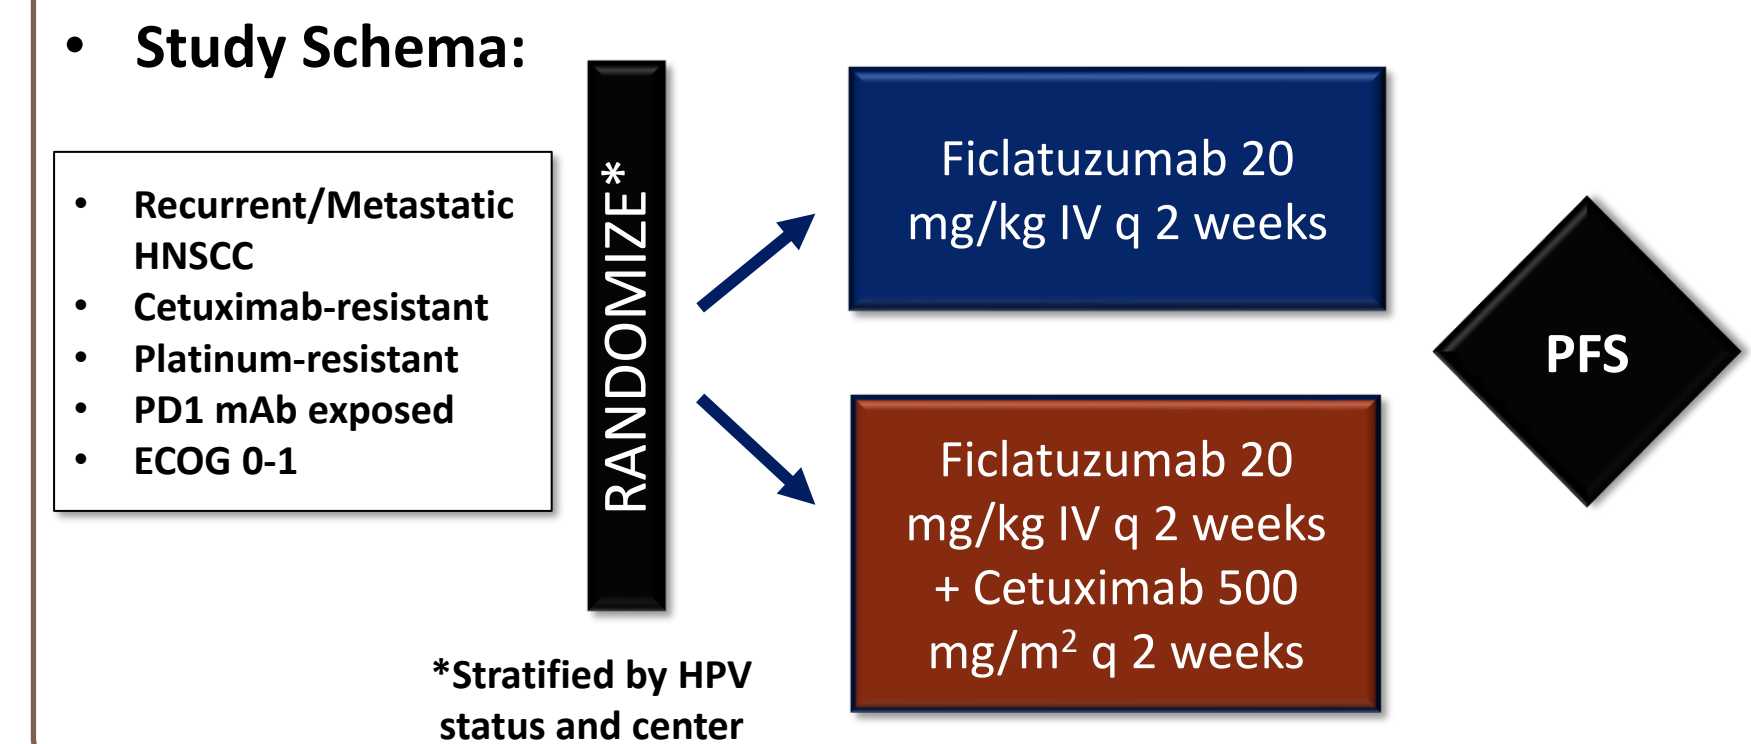 • Study Schema:
• Recurrent/Metastatic
HNSCC
• Cetuximab-resistant
• Platinum-resistant
• PD1 mAb exposed
• ECOG 0-1
RANDOMIZE*
*Stratified by HPV
status and center
Ficlatuzumab 20
mg/kg IV q 2 weeks
Ficlatuzumab 20
mg/kg IV q 2 weeks
+ Cetuximab 500
mg/m² q 2 weeks
PFS